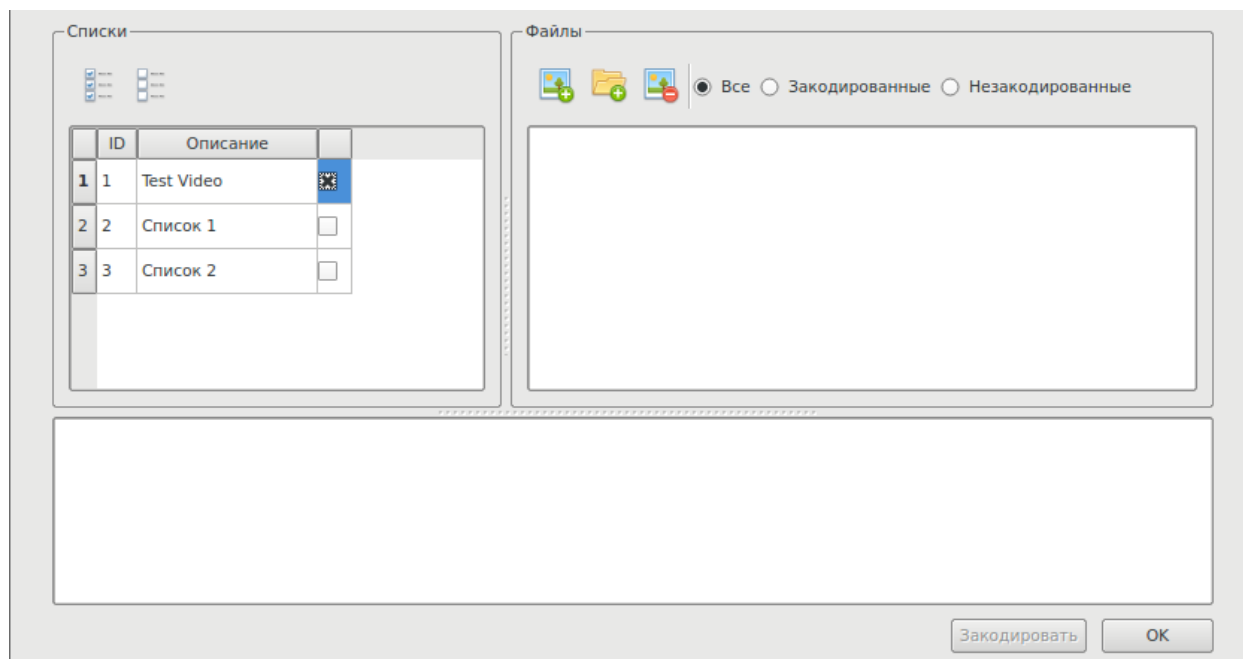 Списки
Файлы
Все Закодированные Незакодированные
ID Описание
1 1 Test Video
2 2 Список 1
3 3 Список 2
Закодировать OK